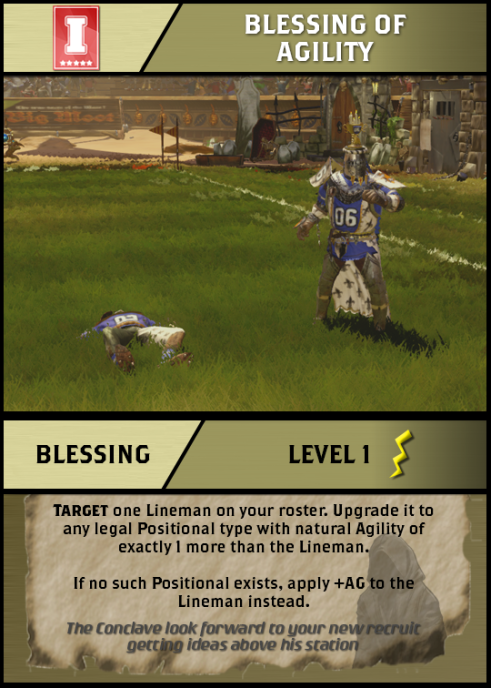 I
BLESSING OF
AGILITY
Big Bloot
06
BLESSING
LEVEL 1
TARGET one Lineman on your roster. Upgrade it to
any legal Positional type with natural Agility of
exactly 1 more than the Lineman.
If no such Positional exists, apply +AG to the
Lineman instead.
The Conclave look forward to your new recruit
getting ideas above his station